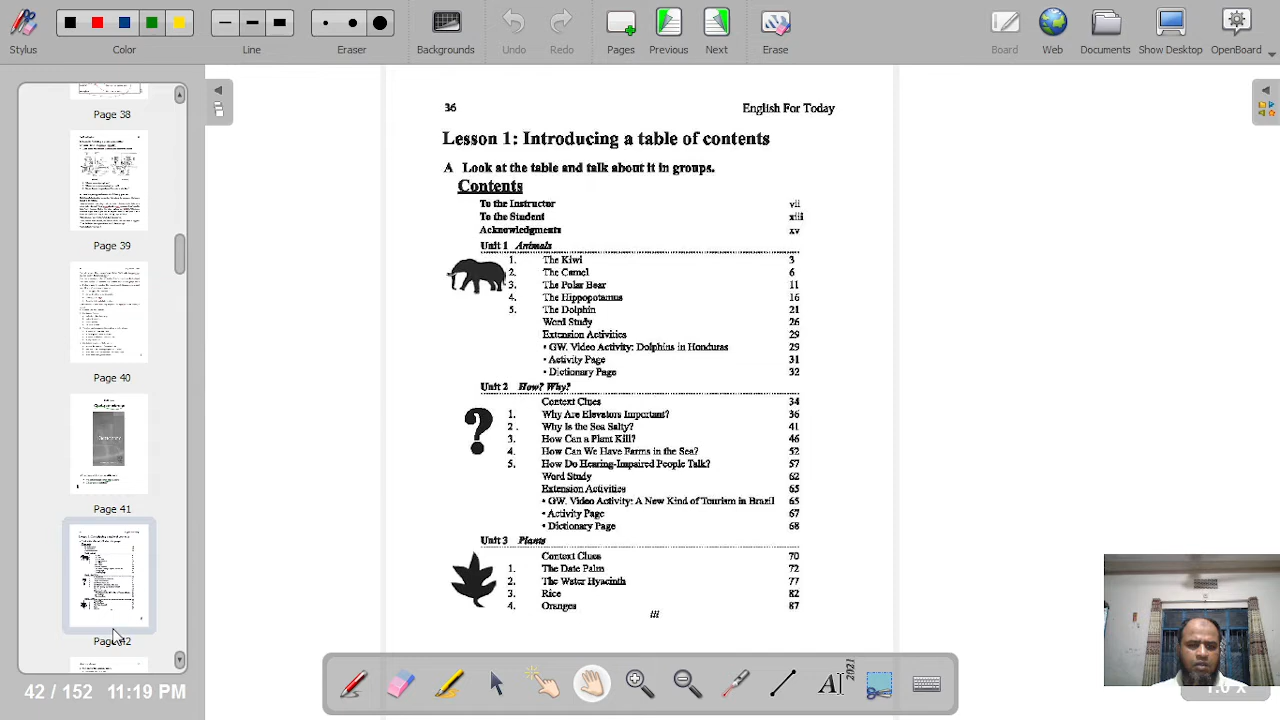 Stylus
Color
Line
Eraser
Backgrounds
Undo
Redo
Pages
Previous
Next
Erase
Board
Web
Documents
Show Desktop
OpenBoard
Page 38
Page 39
Page 40
Page 41
Page 42
42 / 152 11:19 PM
36 English For Today
Lesson 1: Introducing a table of contents
A Look at the table and talk about it in groups.
Contents
To the Instructor vii
To the Student xiii
Acknowledgments xv
Unit 1 Animals
1. The Kiwi 3
2. The Camel 6
3. The Polar Bear 11
4. The Hippopotamus 16
5. The Dolphin 21
Word Study 26
Extension Activities 29
• GW. Video Activity: Dolphins in Honduras 29
• Activity Page 31
• Dictionary Page 32
Unit 2 How? Why?
?
Context Clues 34
1. Why Are Elevators Important? 36
2 . Why Is the Sea Salty? 41
3. How Can a Plant Kill? 46
4. How Can We Have Farms in the Sea? 52
5. How Do Hearing-Impaired People Talk? 57
Word Study 62
Extension Activities 65
• GW. Video Activity: A New Kind of Tourism in Brazil 65
• Activity Page 67
• Dictionary Page 68
Unit 3 Plants
Context Clues 70
1. The Date Palm 72
2. The Water Hyacinth 77
3. Rice 82
4. Oranges 87
iii
A
2021
1.0 x